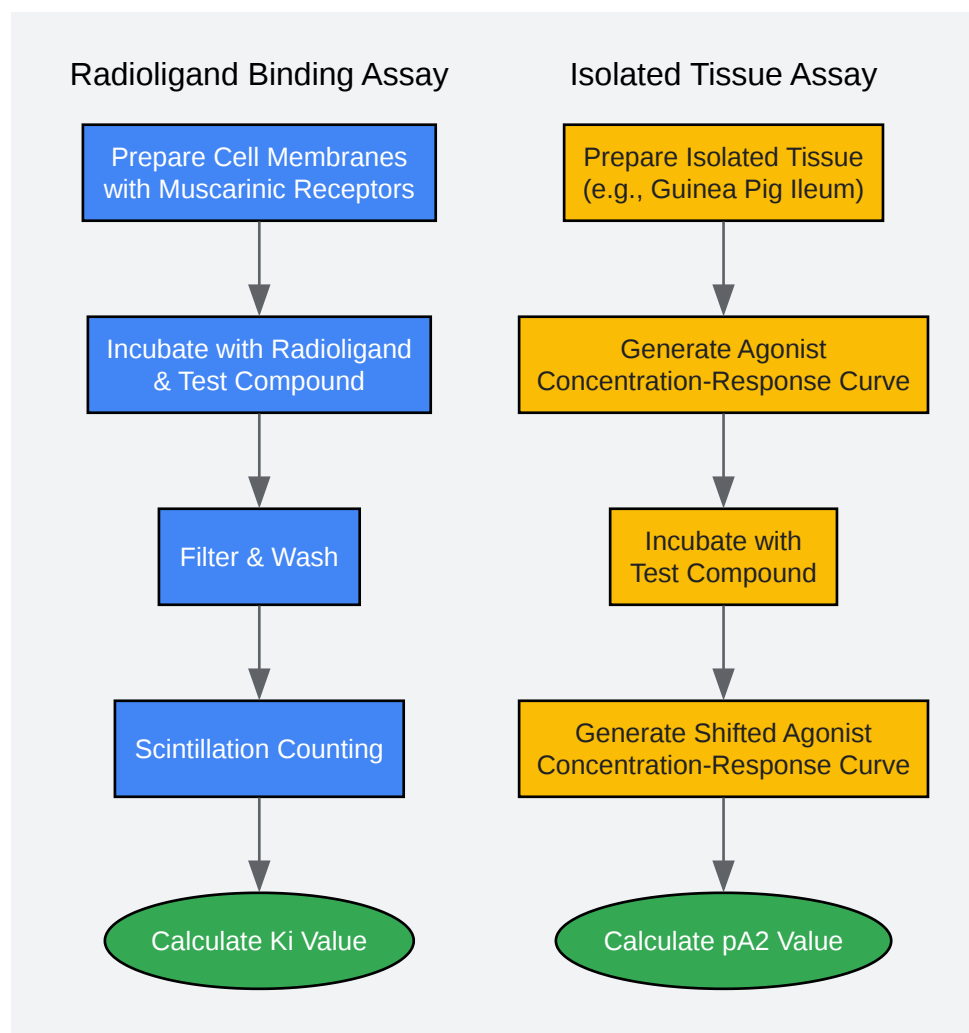 Radioligand Binding Assay
Prepare Cell Membranes
with Muscarinic Receptors
Incubate with Radioligand
& Test Compound
Filter & Wash
Scintillation Counting
Calculate Ki Value
Isolated Tissue Assay
Prepare Isolated Tissue
(e.g., Guinea Pig Ileum)
Generate Agonist
Concentration-Response Curve
Incubate with
Test Compound
Generate Shifted Agonist
Concentration-Response Curve
Calculate pA2 Value